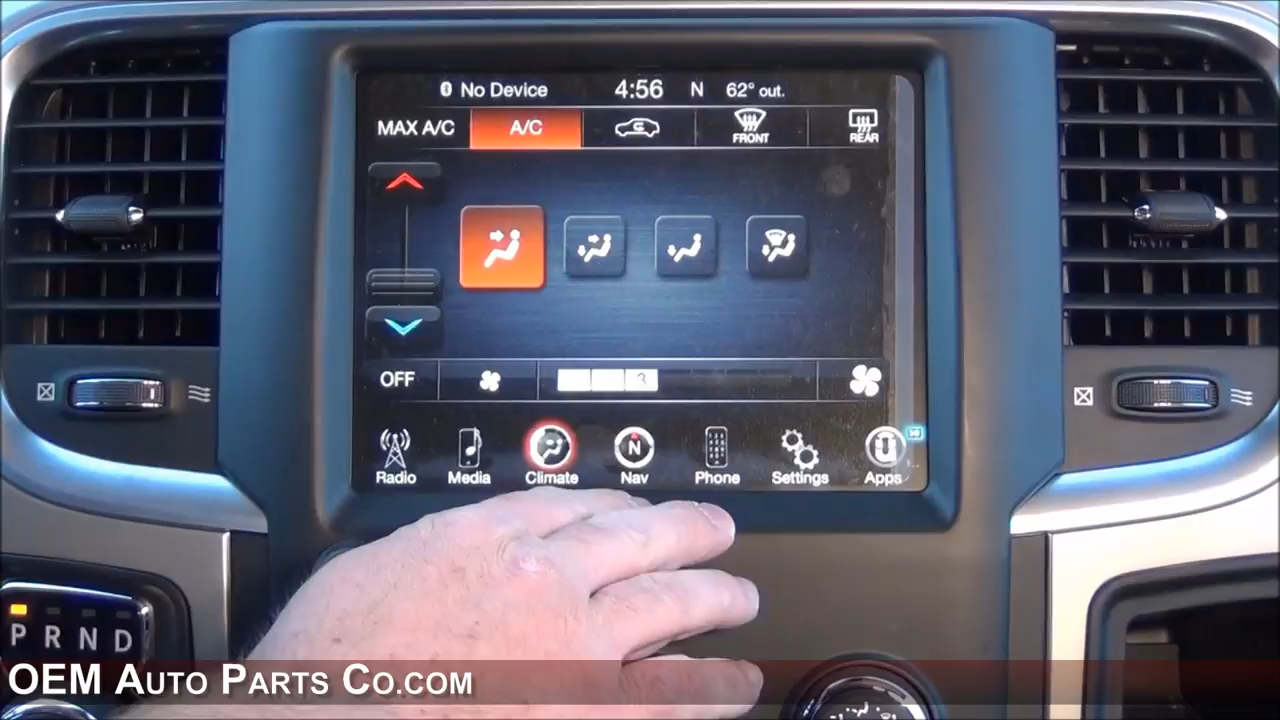 No Device 4:56 N 62° out.
MAX A/C A/C FRONT REAR
OFF 3
N
Radio Media Climate Nav Phone Settings Apps
P R N D
OEM AUTO PARTS CO.COM